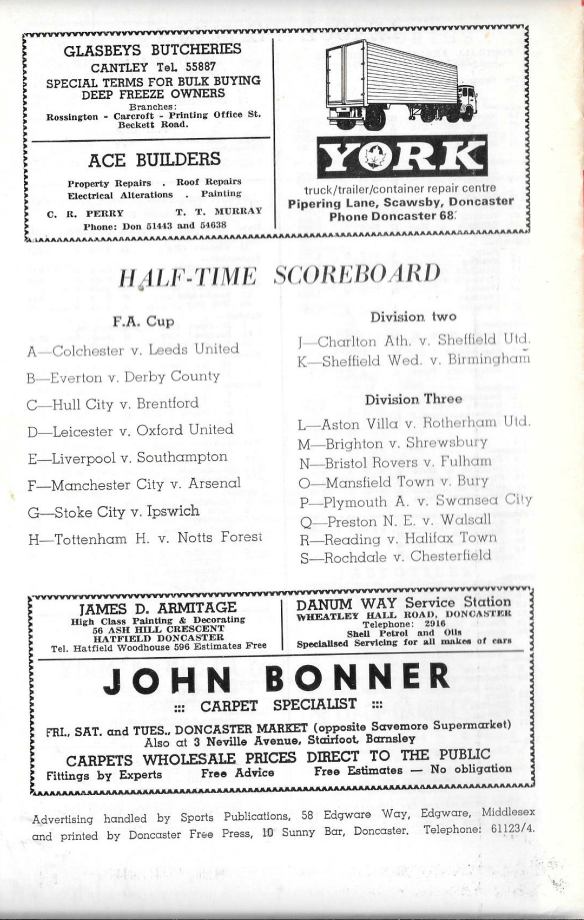 GLASBEYS BUTCHERIES
CANTLEY Tel. 55887
SPECIAL TERMS FOR BULK BUYING
DEEP FREEZE OWNERS
Branches:
Rossington - Carcroft - Printing Office St.
Beckett Road.
ACE BUILDERS
Property Repairs . Roof Repairs
Electrical Alterations . Painting
C. R. PERRY T. T. MURRAY
Phone: Don 51443 and 54638
YORK
truck/trailer/container repair centre
Pipering Lane, Scawsby, Doncaster
Phone Doncaster 68
HALF-TIME SCOREBOARD
F.A. Cup
A—Colchester v. Leeds United
B—Everton v. Derby County
C—Hull City v. Brentford
D—Leicester v. Oxford United
E—Liverpool v. Southampton
F—Manchester City v. Arsenal
G—Stoke City v. Ipswich
H—Tottenham H. v. Notts Forest
Division two
J—Charlton Ath. v. Sheffield Utd.
K—Sheffield Wed. v. Birmingham
Division Three
L—Aston Villa v. Rotherham Utd.
M—Brighton v. Shrewsbury
N—Bristol Rovers v. Fulham
O—Mansfield Town v. Bury
P—Plymouth A. v. Swansea City
Q—Preston N. E. v. Walsall
R—Reading v. Halifax Town
S—Rochdale v. Chesterfield
JAMES D. ARMITAGE
High Class Painting & Decorating
56 ASH HILL CRESCENT
HATFIELD DONCASTER
Tel. Hatfield Woodhouse 596 Estimates Free
DANUM WAY Service Station
WHEATLEY HALL ROAD, DONCASTER
Telephone: 2916
Shell Petrol and Oils
Specialised Servicing for all makes of cars
JOHN BONNER
::: CARPET SPECIALIST :::
FRI., SAT. and TUES., DONCASTER MARKET (opposite Savemore Supermarket)
Also at 3 Neville Avenue, Stairfoot, Barnsley
CARPETS WHOLESALE PRICES DIRECT TO THE PUBLIC
Fittings by Experts Free Advice Free Estimates — No obligation
Advertising handled by Sports Publications, 58 Edgware Way, Edgware, Middlesex
and printed by Doncaster Free Press, 10 Sunny Bar, Doncaster. Telephone: 61123/4.